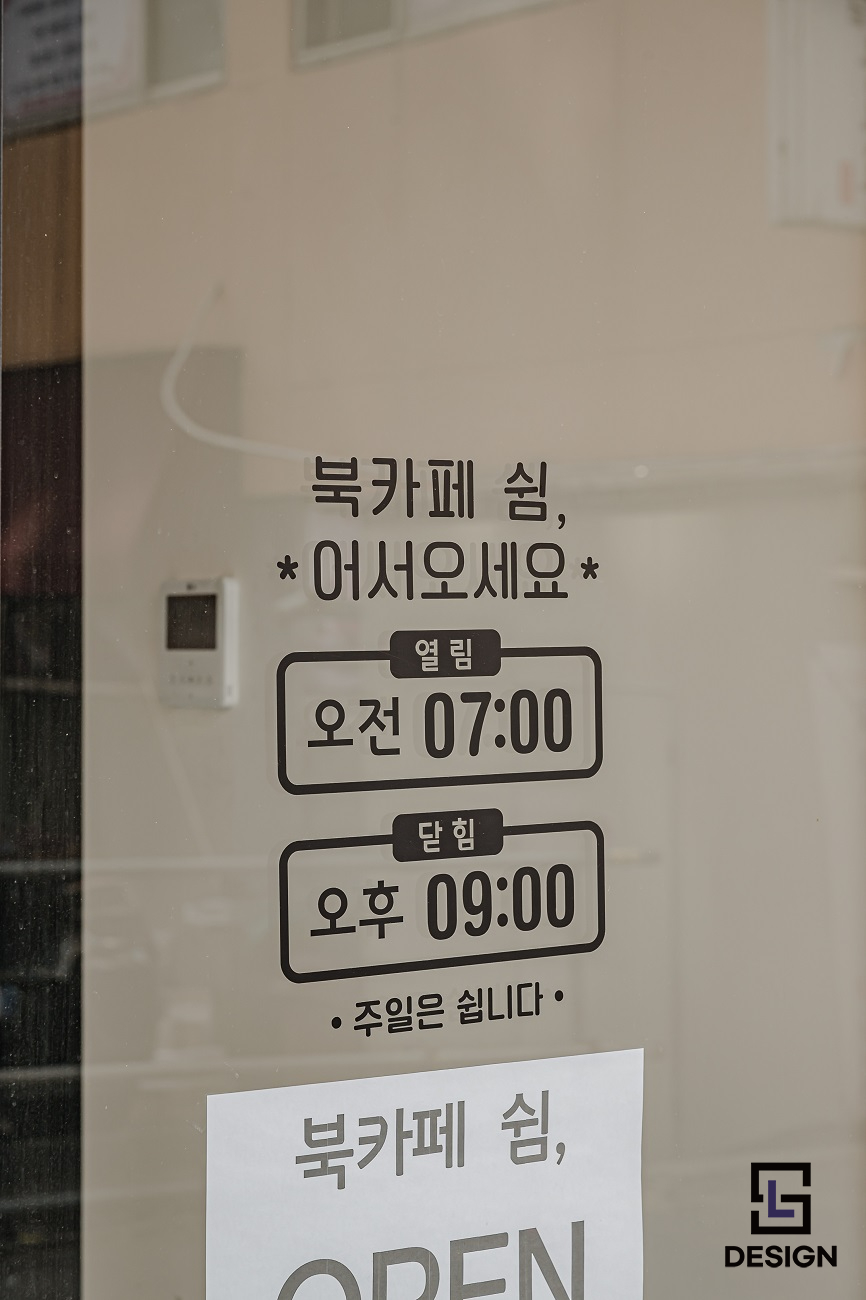 북카페 쉼,
*어서오세요*
열림
오전 07:00
닫힘
오후 09:00
• 주일은 쉽니다 •
북카페 쉼,
OPEN
LS
DESIGN